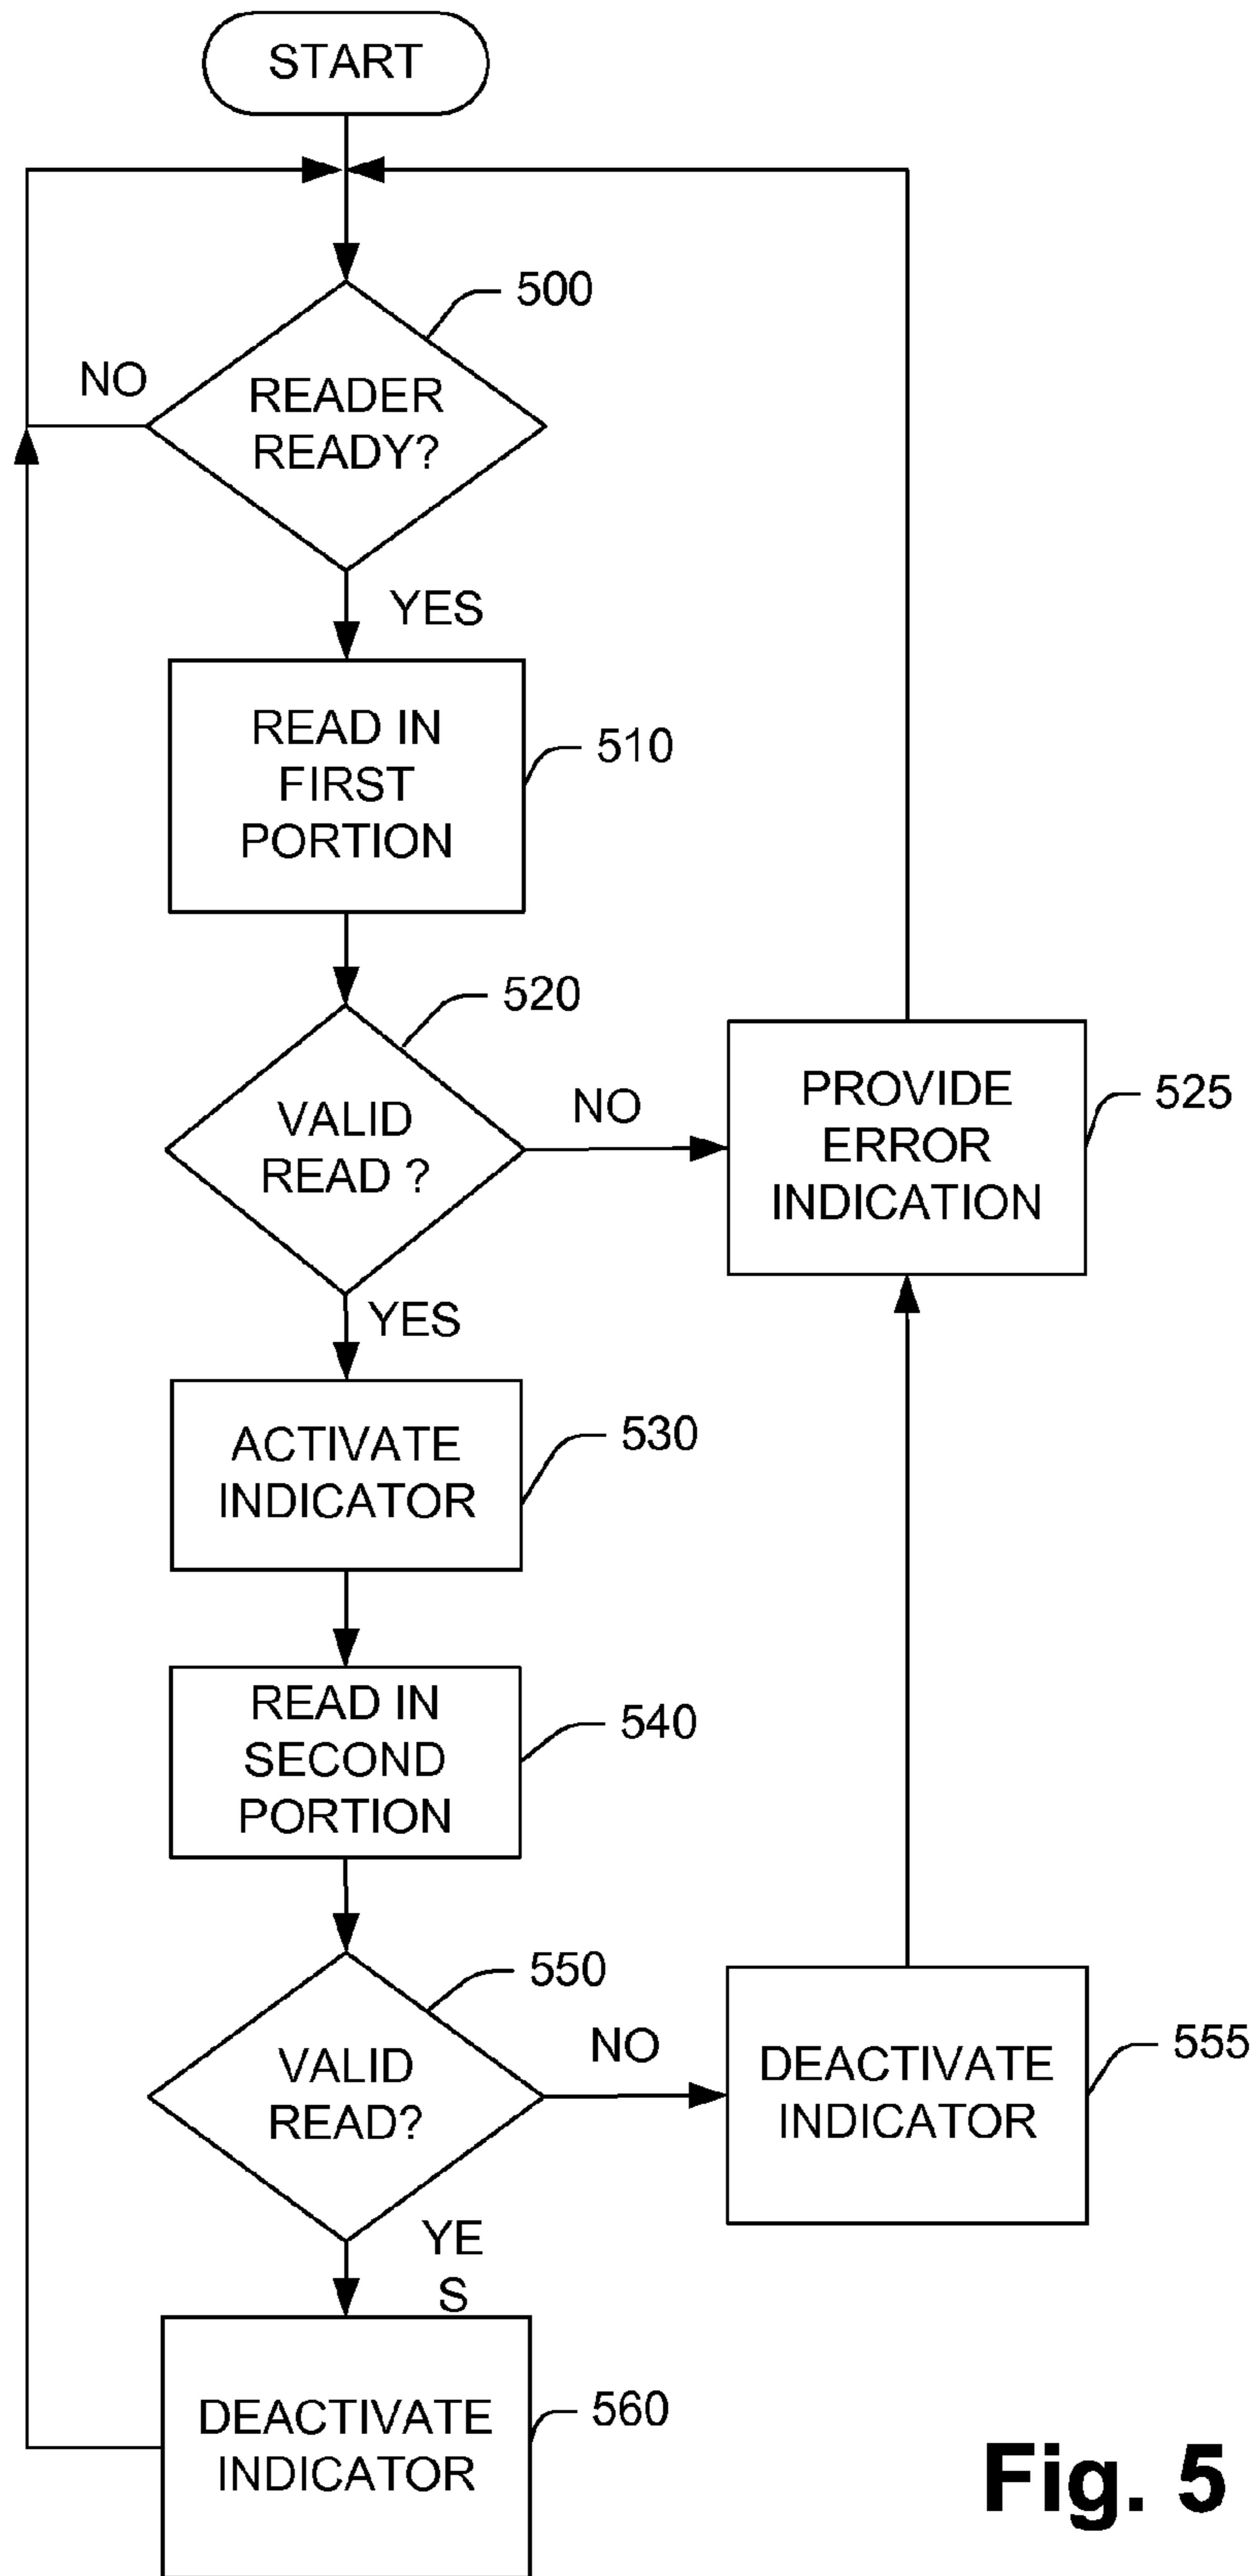 START
500
NO
READER
READY?
YES
READ IN
FIRST
PORTION
510
520
VALID
READ ?
NO
PROVIDE
ERROR
INDICATION
525
YES
ACTIVATE
INDICATOR
530
READ IN
SECOND
PORTION
540
550
VALID
READ?
NO
DEACTIVATE
INDICATOR
555
YE
S
DEACTIVATE
INDICATOR
560
Fig. 5